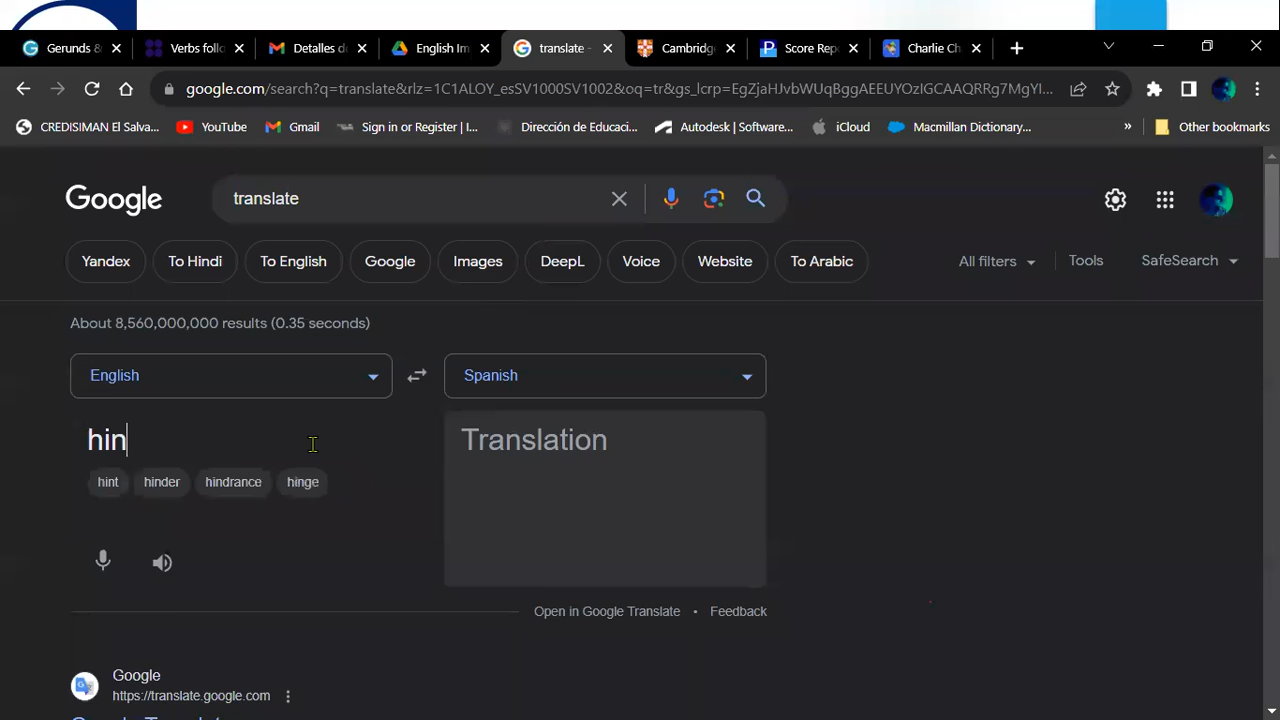 Gerunds &
Verbs follo
Detalles de
English Im
translate -
Cambridg
Score Rep
Charlie Ch
google.com/search?q=translate&rlz=1C1ALOY_esSV1000SV1002&oq=tr&gs_lcrp=EgZjaHJvbWUqBggAEEUYOzIGCAAQRRg7MgYI...
CREDISIMAN El Salva...
YouTube
Gmail
Sign in or Register | I...
Dirección de Educaci...
Autodesk | Software...
iCloud
Macmillan Dictionary...
»
Other bookmarks
Google
translate
Yandex
To Hindi
To English
Google
Images
DeepL
Voice
Website
To Arabic
All filters
Tools
SafeSearch
About 8,560,000,000 results (0.35 seconds)
English
Spanish
hin
Translation
hint
hinder
hindrance
hinge
Open in Google Translate • Feedback
Google
https://translate.google.com